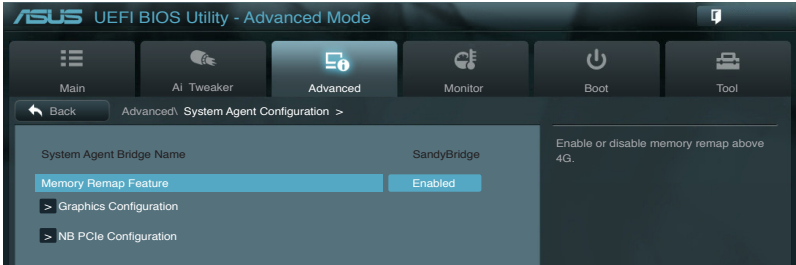 ASUS UEFI BIOS Utility - Advanced Mode
Main Ai Tweaker Advanced Monitor Boot Tool
Back Advanced\ System Agent Configuration >
System Agent Bridge Name SandyBridge
Memory Remap Feature Enabled
> Graphics Configuration
> NB PCIe Configuration
Enable or disable memory remap above
4G.